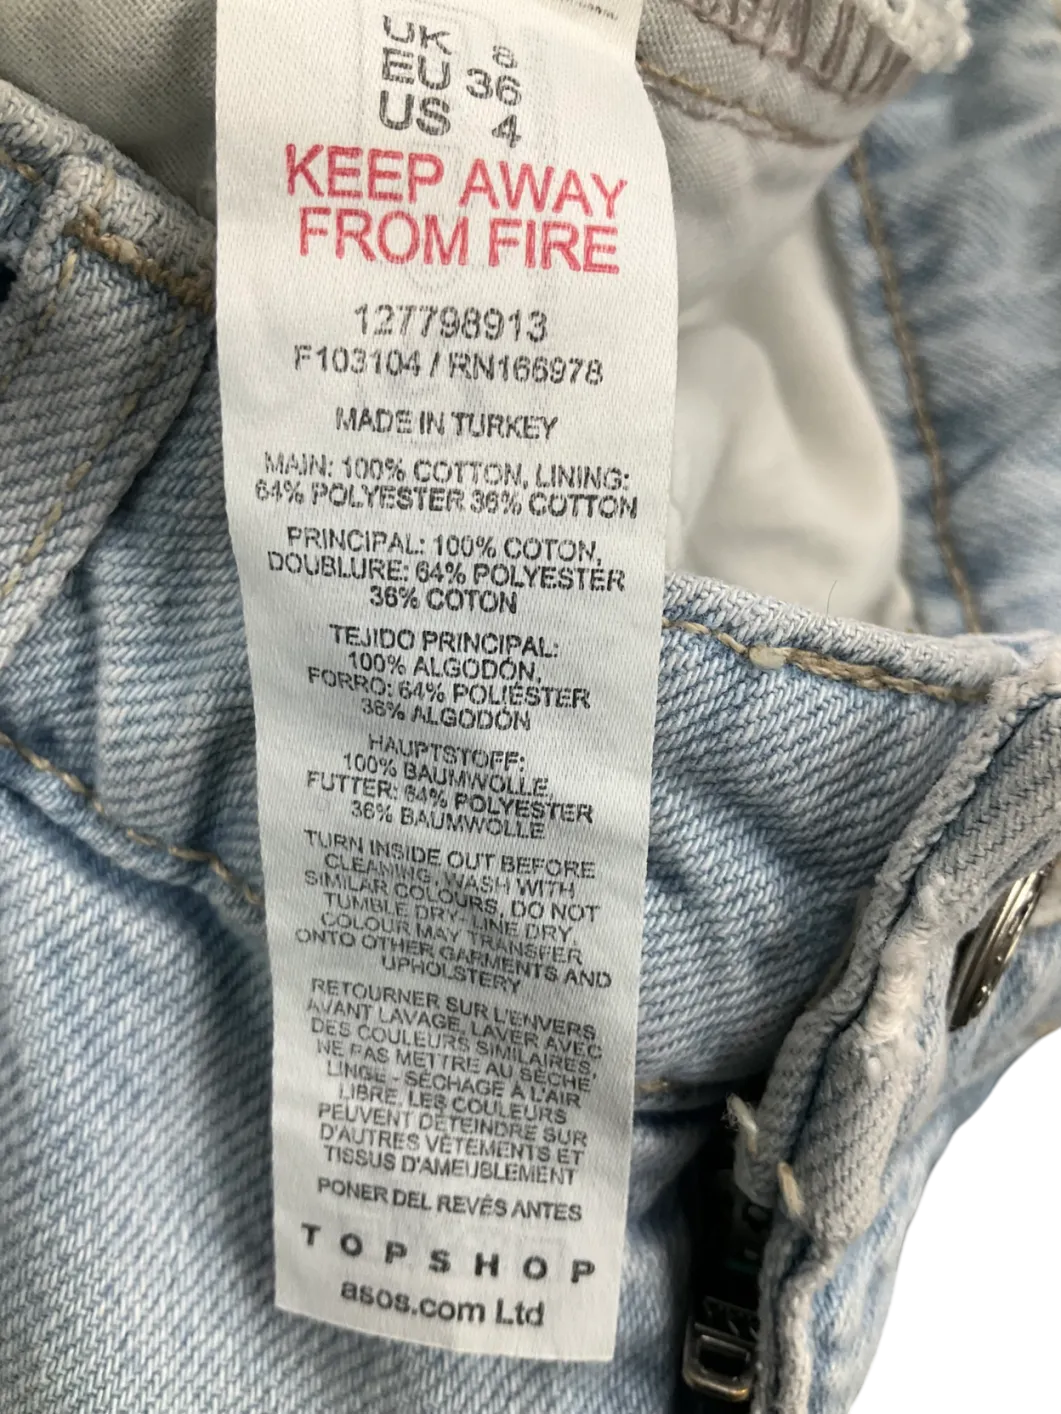 UK 8
EU 36
US 4
KEEP AWAY
FROM FIRE
127798913
F103104 / RN166978
MADE IN TURKEY
MAIN: 100% COTTON, LINING:
64% POLYESTER 36% COTTON
PRINCIPAL: 100% COTON,
DOUBLURE: 64% POLYESTER
36% COTON
TEJIDO PRINCIPAL:
100% ALGODÓN,
FORRO: 64% POLIÉSTER
36% ALGODÓN
HAUPTSTOFF:
100% BAUMWOLLE,
FUTTER: 64% POLYESTER
36% BAUMWOLLE
TURN INSIDE OUT BEFORE
CLEANING, WASH WITH
SIMILAR COLOURS, DO NOT
TUMBLE DRY- LINE DRY,
COLOUR MAY TRANSFER
ONTO OTHER GARMENTS AND
UPHOLSTERY
RETOURNER SUR L'ENVERS
AVANT LAVAGE, LAVER AVEC
DES COULEURS SIMILAIRES,
NE PAS METTRE AU SÈCHE
LINGE - SÉCHAGE À L'AIR
LIBRE, LES COULEURS
PEUVENT DÉTEINDRE SUR
D'AUTRES VÊTEMENTS ET
TISSUS D'AMEUBLEMENT
PONER DEL REVÉS ANTES
TOPSHOP
asos.com Ltd